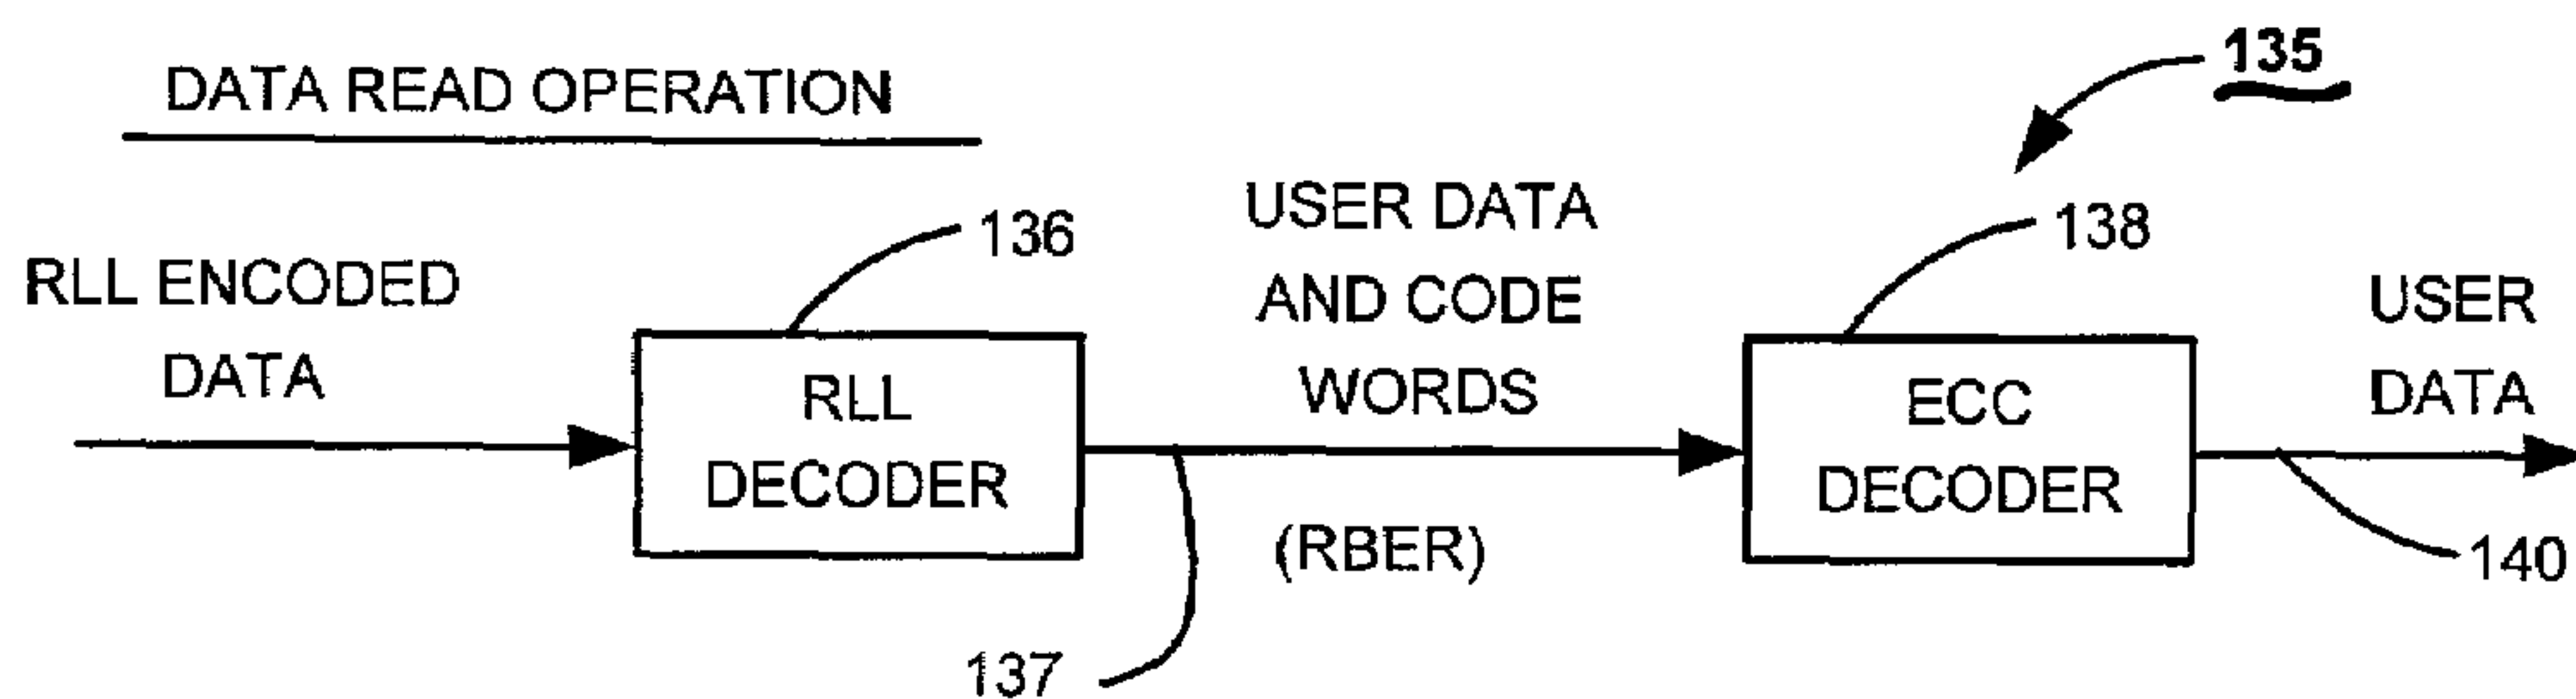 DATA READ OPERATION
135
RLL ENCODED
DATA
136
RLL
DECODER
137
USER DATA
AND CODE
WORDS
(RBER)
138
ECC
DECODER
USER
DATA
140